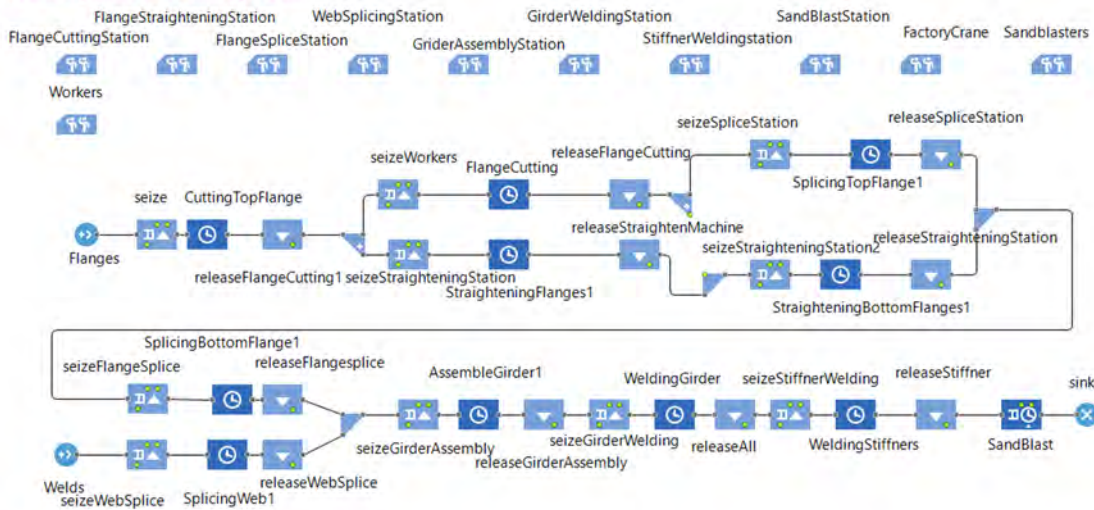 FlangeStraighteningStation
WebSplicingStation
GirderWeldingStation
SandBlastStation
FlangeCuttingStation
FlangeSpliceStation
GriderAssemblyStation
StiffnerWeldingstation
FactoryCrane
Sandblasters
Workers
seizeSpliceStation
releaseSpliceStation
seizeWorkers
FlangeCutting
releaseFlangeCutting
seize
CuttingTopFlange
SplicingTopFlange1
releaseStraightenMachine
Flanges
releaseFlangeCutting1
seizeStraighteningStation
StraighteningFlanges1
seizeStraighteningStation2
releaseStraighteningStation
StraighteningBottomFlanges1
SplicingBottomFlange1
seizeFlangeSplice
releaseFlangesplice
AssembleGirder1
WeldingGirder
seizeStiffnerWelding
releaseStiffner
sink
seizeGirderAssembly
releaseGirderAssembly
seizeGirderWelding
releaseAll
WeldingStiffners
SandBlast
Welds
seizeWebSplice
SplicingWeb1
releaseWebSplice